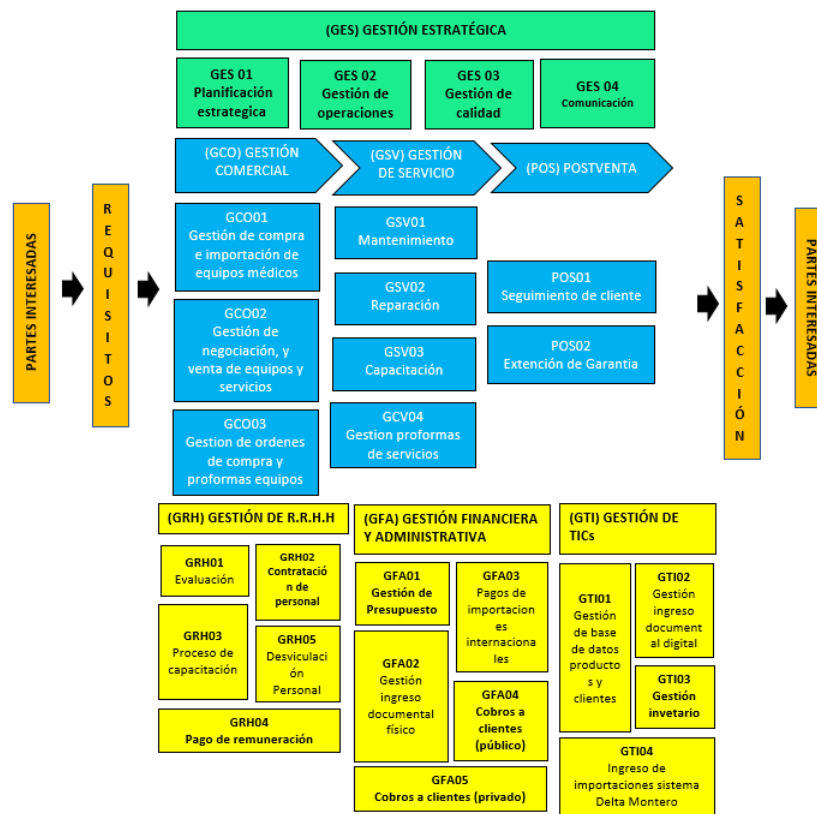 (GES) GESTIÓN ESTRATÉGICA
GES 01
Planificación
estrategica
GES 02
Gestión de
operaciones
GES 03
Gestión de
calidad
GES 04
Comunicación
(GCO) GESTIÓN
COMERCIAL
(GSV) GESTIÓN
DE SERVICIO
(POS) POSTVENTA
PARTES INTERESADAS
REQUISITOS
GCO01
Gestión de compra
e importación de
equipos médicos
GCO02
Gestión de
negociación, y
venta de equipos y
servicios
GCO03
Gestion de ordenes
de compra y
proformas equipos
GSV01
Mantenimiento
GSV02
Reparación
GSV03
Capacitación
GCV04
Gestion proformas
de servicios
POS01
Seguimiento de cliente
POS02
Extención de Garantia
SATISFACCIÓN
PARTES INTERESADAS
(GRH) GESTIÓN DE R.R.H.H
GRH01
Evaluación
GRH02
Contratació
n de
personal
GRH03
Proceso de
capacitación
GRH05
Desviculaci
ón
Personal
GRH04
Pago de remuneración
(GFA) GESTIÓN FINANCIERA
Y ADMINISTRATIVA
GFA01
Gestión de
Presupuesto
GFA03
Pagos de
importacion
es
internaciona
les
GFA02
Gestión
ingreso
documental
físico
GFA04
Cobros a
clientes
(público)
GFA05
Cobros a clientes (privado)
(GTI) GESTIÓN DE
TICs
GTI01
Gestión
de base
de datos
producto
s y
clientes
GTI02
Gestión
ingreso
document
al digital
GTI03
Gestión
invetario
GTI04
Ingreso de
importaciones sistema
Delta Montero